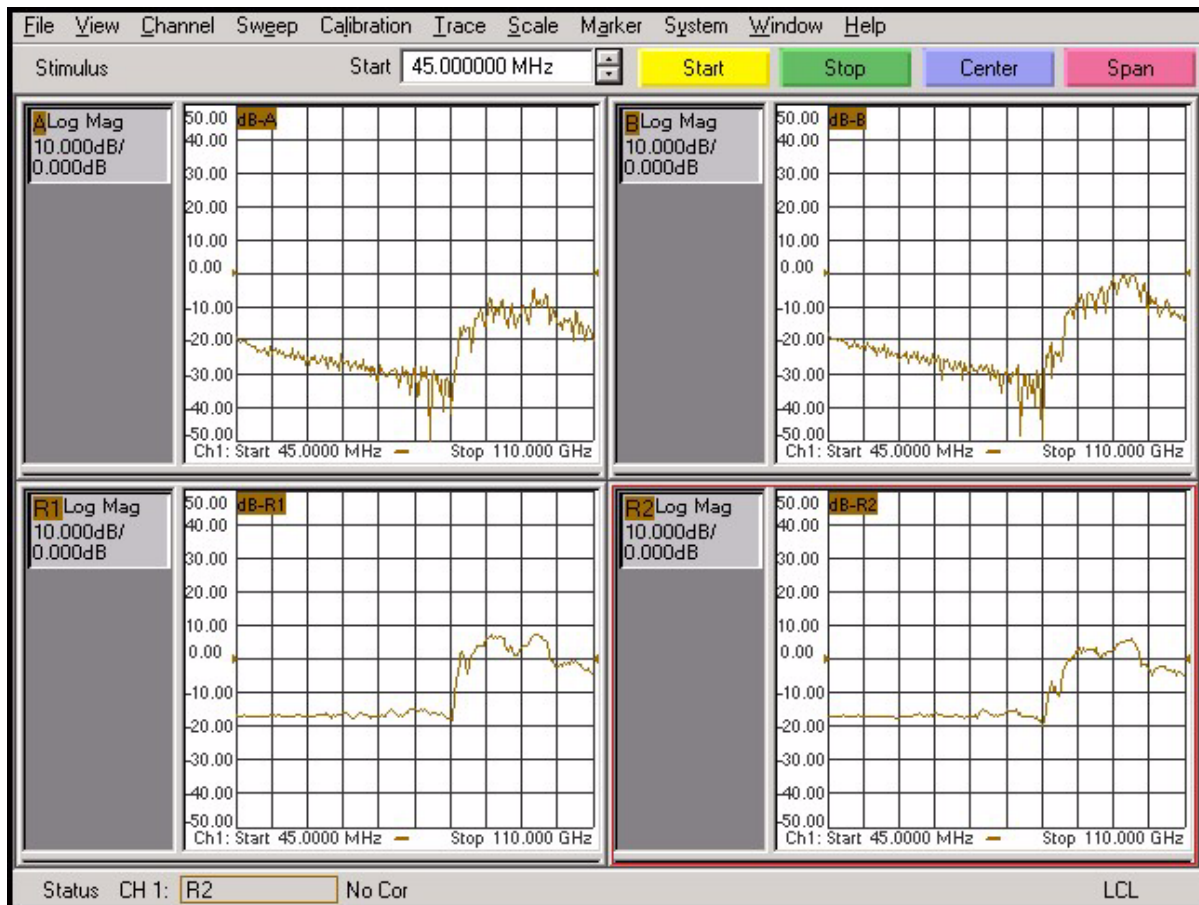 File View Channel Sweep Calibration Trace Scale Marker System Window Help
Stimulus Start 45.000000 MHz Start Stop Center Span
A Log Mag
10.000dB/
0.000dB
50.00 dB-A
40.00
30.00
20.00
10.00
0.00
-10.00
-20.00
-30.00
-40.00
-50.00
Ch1: Start 45.0000 MHz Stop 110.000 GHz
B Log Mag
10.000dB/
0.000dB
50.00 dB-B
40.00
30.00
20.00
10.00
0.00
-10.00
-20.00
-30.00
-40.00
-50.00
Ch1: Start 45.0000 MHz Stop 110.000 GHz
R1 Log Mag
10.000dB/
0.000dB
50.00 dB-R1
40.00
30.00
20.00
10.00
0.00
-10.00
-20.00
-30.00
-40.00
-50.00
Ch1: Start 45.0000 MHz Stop 110.000 GHz
R2 Log Mag
10.000dB/
0.000dB
50.00 dB-R2
40.00
30.00
20.00
10.00
0.00
-10.00
-20.00
-30.00
-40.00
-50.00
Ch1: Start 45.0000 MHz Stop 110.000 GHz
Status CH 1: R2 No Cor LCL